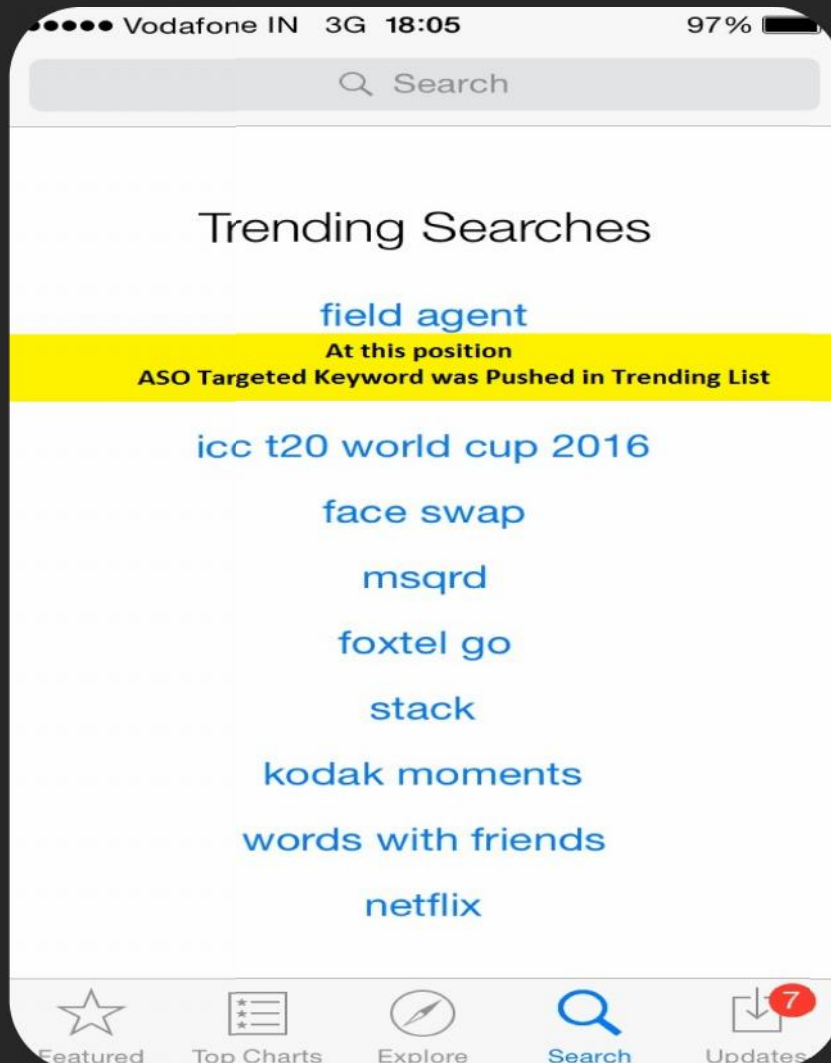 Vodafone IN 3G 18:05 97%
Search
Trending Searches
field agent
At this position
ASO Targeted Keyword was Pushed in Trending List
icc t20 world cup 2016
face swap
msqrd
foxtel go
stack
kodak moments
words with friends
netflix
7
Featured Top Charts Explore Search Updates